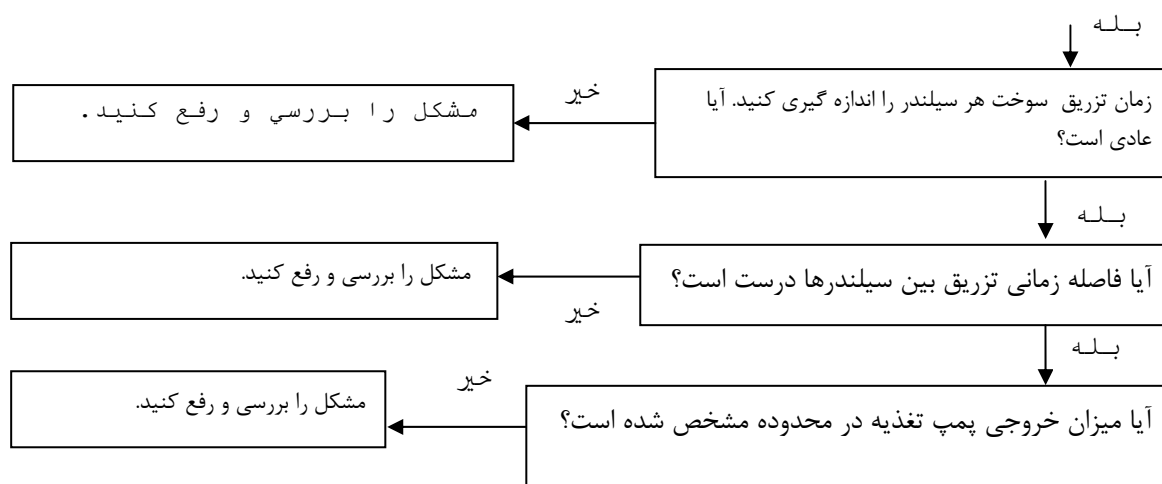 بله
زمان تزریق سوخت هر سیلندر را اندازه گیری کنید. آیا
عادی است؟
خیر
مشکل را بررسي و رفع کنید.
بله
آیا فاصله زمانی تزریق بین سیلندرها درست است؟
خیر
مشکل را بررسی و رفع کنید.
بله
آیا میزان خروجی پمپ تغذیه در محدوده مشخص شده است؟
خیر
مشکل را بررسی و رفع کنید.